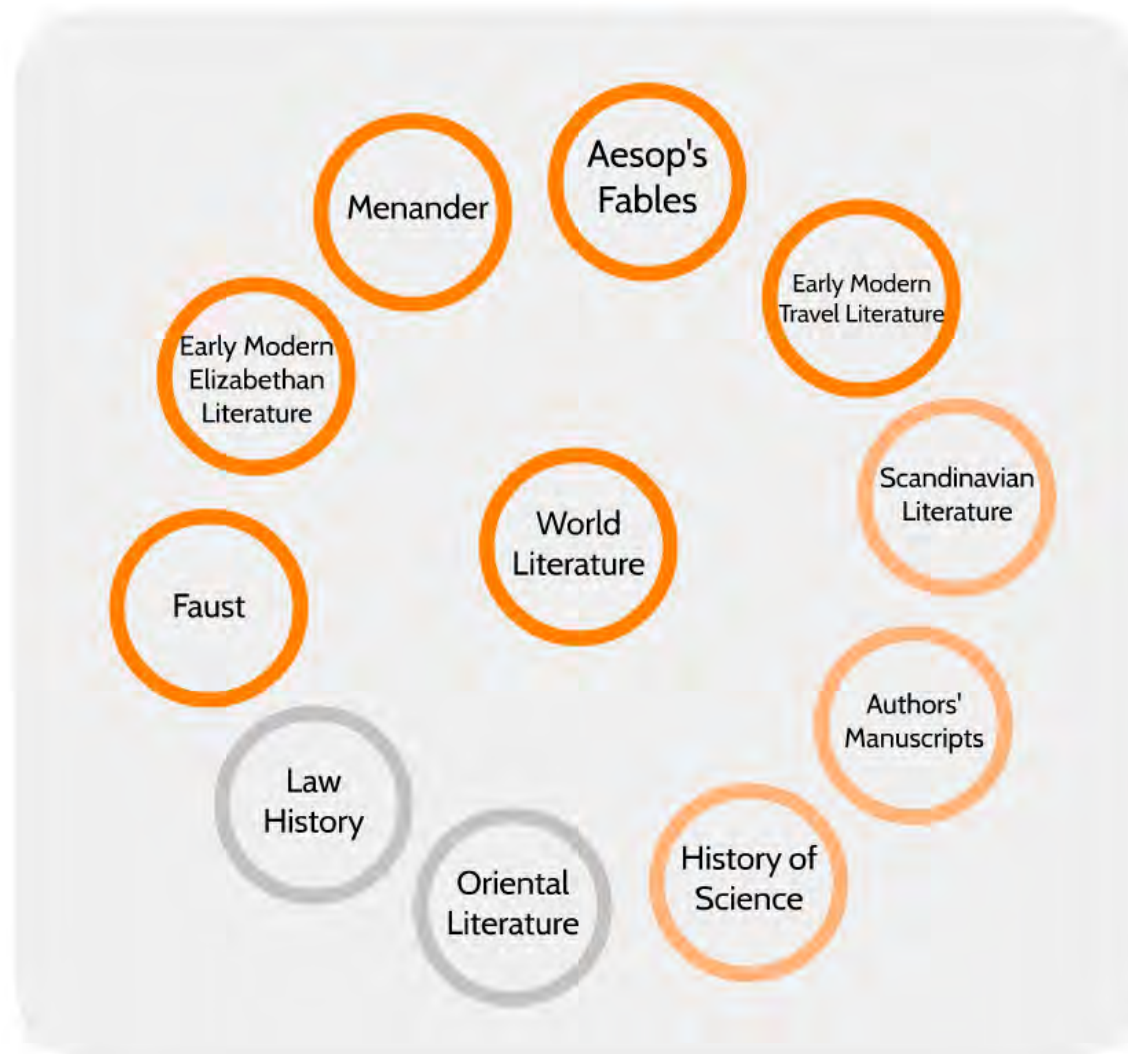 Aesop's
Fables
Menander
Early Modern
Travel Literature
Early Modern
Elizabethan
Literature
Scandinavian
Literature
World
Literature
Faust
Authors'
Manuscripts
Law
History
History of
Science
Oriental
Literature